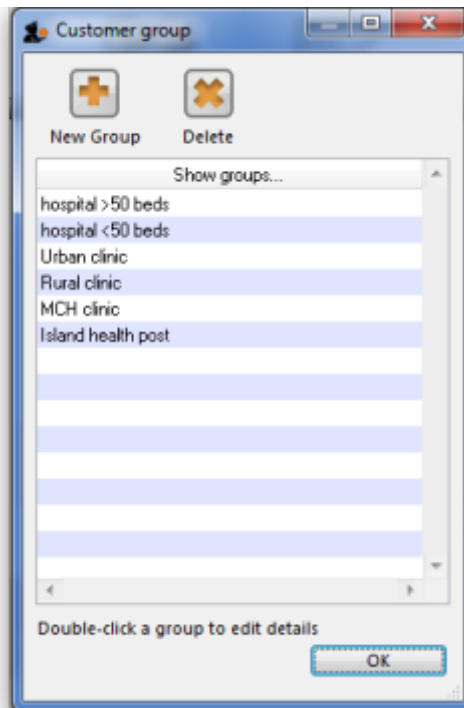 Customer group
New Group Delete
Show groups...
hospital >50 beds
hospital <50 beds
Urban clinic
Rural clinic
MCH clinic
Island health post
Double-click a group to edit details
OK